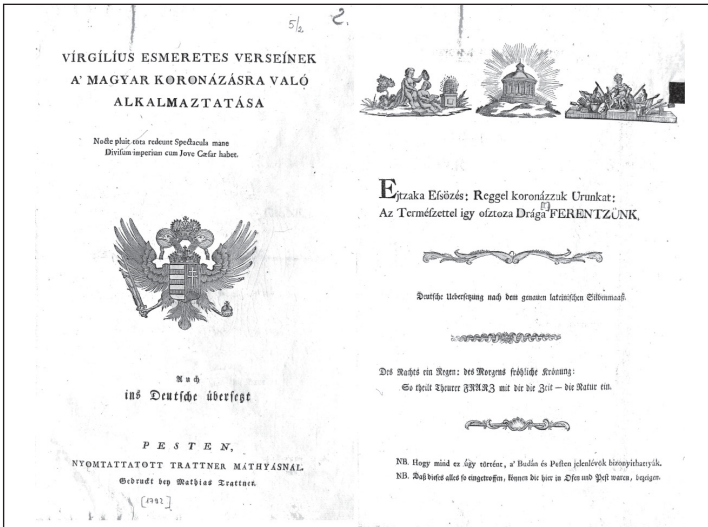 5/2
2.
VÍRGÍLÍUS ESMERETES VERSEÍNEK
A' MAGYAR KORONÁZÁSRA VALÓ
ALKALMAZTATÁSA
Nocte pluit tota redeunt Spectacula mane
Divisum imperium cum Jove Cæsar habet.
Auch
ins Deutsche übersetzt
PESTEN,
NYOMTATTATOTT TRATTNER MÁTHYÁSNÁL.
Gedruckt bey Mathias Trattner.
[1792]
Ejtzaka Efsözés: Reggel koronázzuk Urunkat:
Az Természettel igy osztoza Drága FERENTZÜNK,
Deutsche Uebersetzung nach dem genauen lateinischen Silbenmaaß.
Des Nachts ein Regen: des Morgens fröhliche Krönung:
So theilt Theurer FRANZ mit dir die Zeit — die Natur ein.
NB. Hogy mind ez úgy történt, a' Budán és Pesten jelenlévők bizonyíthattyák.
NB. Daß dieses alles so eingetroffen, können die hier in Ofen und Pest waren, bezeigen.